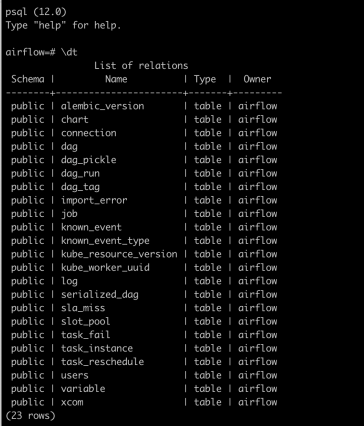 psql (12.0)
Type "help" for help.
airflow=# \dt
List of relations
Schema | Name | Type | Owner
--------+-----------------------+-------+---------
public | alembic_version | table | airflow
public | chart | table | airflow
public | connection | table | airflow
public | dag | table | airflow
public | dag_pickle | table | airflow
public | dag_run | table | airflow
public | dag_tag | table | airflow
public | import_error | table | airflow
public | job | table | airflow
public | known_event | table | airflow
public | known_event_type | table | airflow
public | kube_resource_version | table | airflow
public | kube_worker_uuid | table | airflow
public | log | table | airflow
public | serialized_dag | table | airflow
public | sla_miss | table | airflow
public | slot_pool | table | airflow
public | task_fail | table | airflow
public | task_instance | table | airflow
public | task_reschedule | table | airflow
public | users | table | airflow
public | variable | table | airflow
public | xcom | table | airflow
(23 rows)